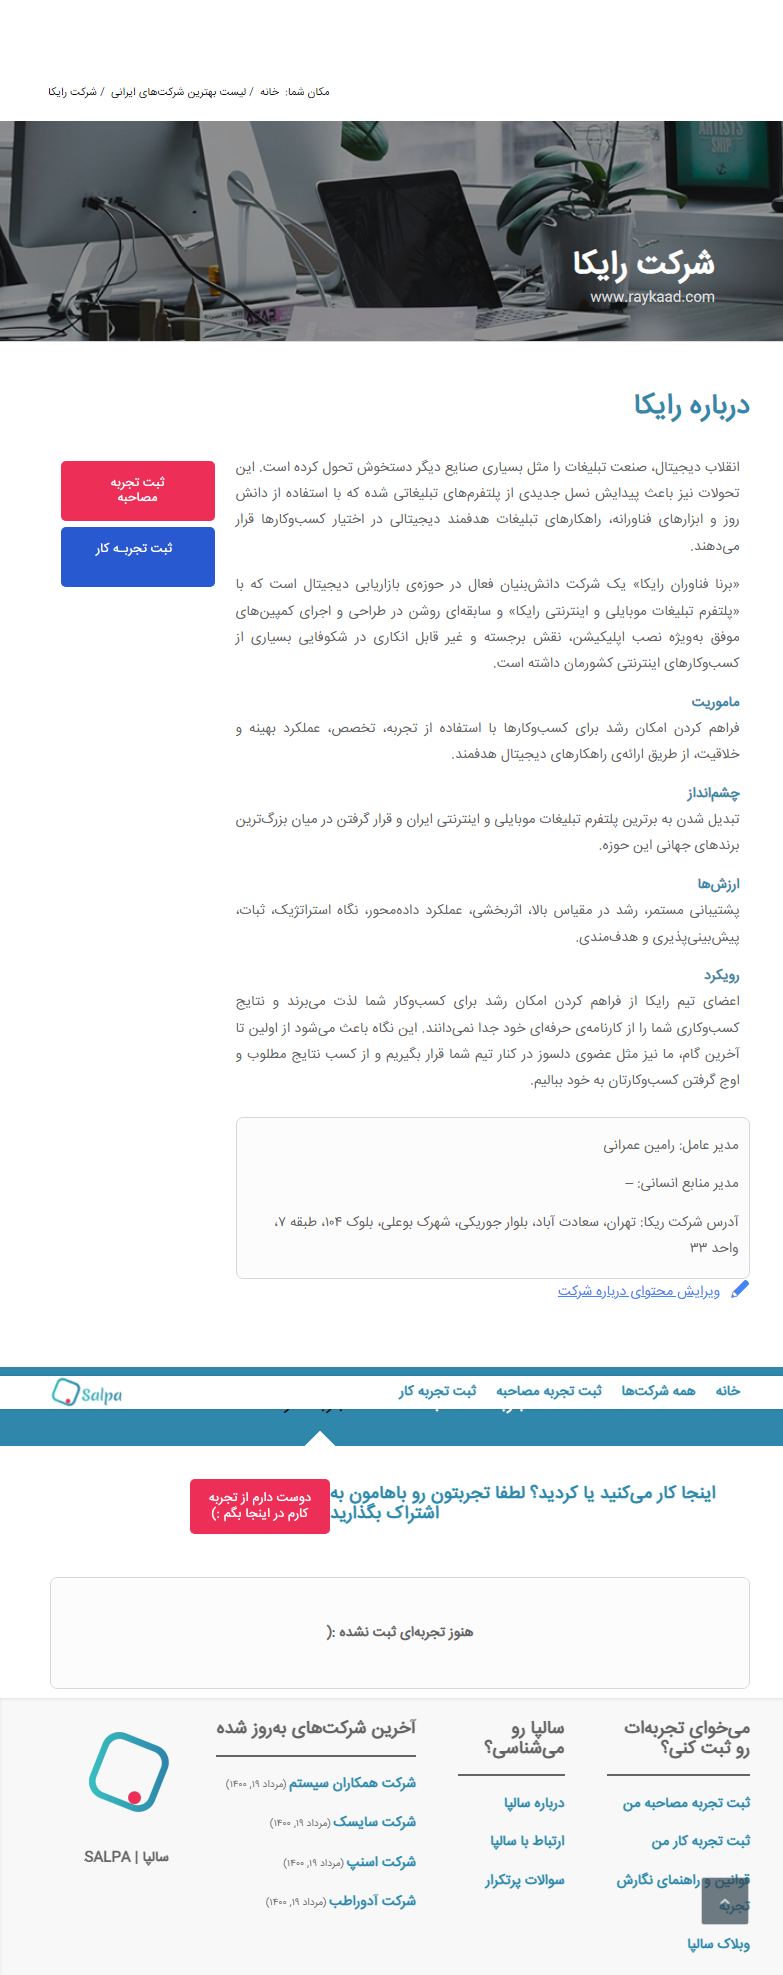 مکان شما: خانه / لیست بهترین شرکت‌های ایرانی / شرکت رایکا
ARTISTS
SHIP
شرکت رایکا
www.raykaad.com
درباره رایکا
انقلاب دیجیتال، صنعت تبلیغات را مثل بسیاری صنایع دیگر دستخوش تحول کرده است. این
تحولات نیز باعث پیدایش نسل جدیدی از پلتفرم‌های تبلیغاتی شده که با استفاده از دانش
روز و ابزارهای فناورانه، راهکارهای تبلیغات هدفمند دیجیتالی در اختیار کسب‌وکارها قرار
می‌دهند.
«برنا فناوران رایکا» یک شرکت دانش‌بنیان فعال در حوزه‌ی بازاریابی دیجیتال است که با
«پلتفرم تبلیغات موبایلی و اینترنتی رایکا» و سابقه‌ای روشن در طراحی و اجرای کمپین‌های
موفق به‌ویژه نصب اپلیکیشن، نقش برجسته و غیر قابل انکاری در شکوفایی بسیاری از
کسب‌وکارهای اینترنتی کشورمان داشته است.
ماموریت
فراهم کردن امکان رشد برای کسب‌وکارها با استفاده از تجربه، تخصص، عملکرد بهینه و
خلاقیت، از طریق ارائه‌ی راهکارهای دیجیتال هدفمند.
چشم‌انداز
تبدیل شدن به برترین پلتفرم تبلیغات موبایلی و اینترنتی ایران و قرار گرفتن در میان بزرگ‌ترین
برندهای جهانی این حوزه.
ارزش‌ها
پشتیبانی مستمر، رشد در مقیاس بالا، اثربخشی، عملکرد داده‌محور، نگاه استراتژیک، ثبات،
پیش‌بینی‌پذیری و هدف‌مندی.
رویکرد
اعضای تیم رایکا از فراهم کردن امکان رشد برای کسب‌وکار شما لذت می‌برند و نتایج
کسب‌وکاری شما را از کارنامه‌ی حرفه‌ای خود جدا نمی‌دانند. این نگاه باعث می‌شود از اولین تا
آخرین گام، ما نیز مثل عضوی دلسوز در کنار تیم شما قرار بگیریم و از کسب نتایج مطلوب و
اوج گرفتن کسب‌وکارتان به خود ببالیم.
ثبت تجربه
مصاحبه
ثبت تجربـه کار
مدیر عامل: رامین عمرانی
مدیر منابع انسانی: –
آدرس شرکت ریکا: تهران، سعادت آباد، بلوار جوریکی، شهرک بوعلی، بلوک ۱۰۴، طبقه ۷،
واحد ۳۳
ویرایش محتوای درباره شرکت
خانه همه شرکت‌ها ثبت تجربه مصاحبه ثبت تجربه کار
Salpa
اینجا کار می‌کنید یا کردید؟ لطفا تجربتون رو باهامون به
اشتراک بگذارید
دوست دارم از تجربه
کارم در اینجا بگم :)
هنوز تجربه‌ای ثبت نشده :(
می‌خوای تجربه‌ات
رو ثبت کنی؟
ثبت تجربه مصاحبه من
ثبت تجربه کار من
قوانین و راهنمای نگارش
تجربه
وبلاگ سالپا
سالپا رو
می‌شناسی؟
درباره سالپا
ارتباط با سالپا
سوالات پرتکرار
آخرین شرکت‌های به‌روز شده
شرکت همکاران سیستم (مرداد ۱۹, ۱۴۰۰)
شرکت سایسک (مرداد ۱۹, ۱۴۰۰)
شرکت اسنپ (مرداد ۱۹, ۱۴۰۰)
شرکت آدوراطب (مرداد ۱۹, ۱۴۰۰)
سالپا | SALPA